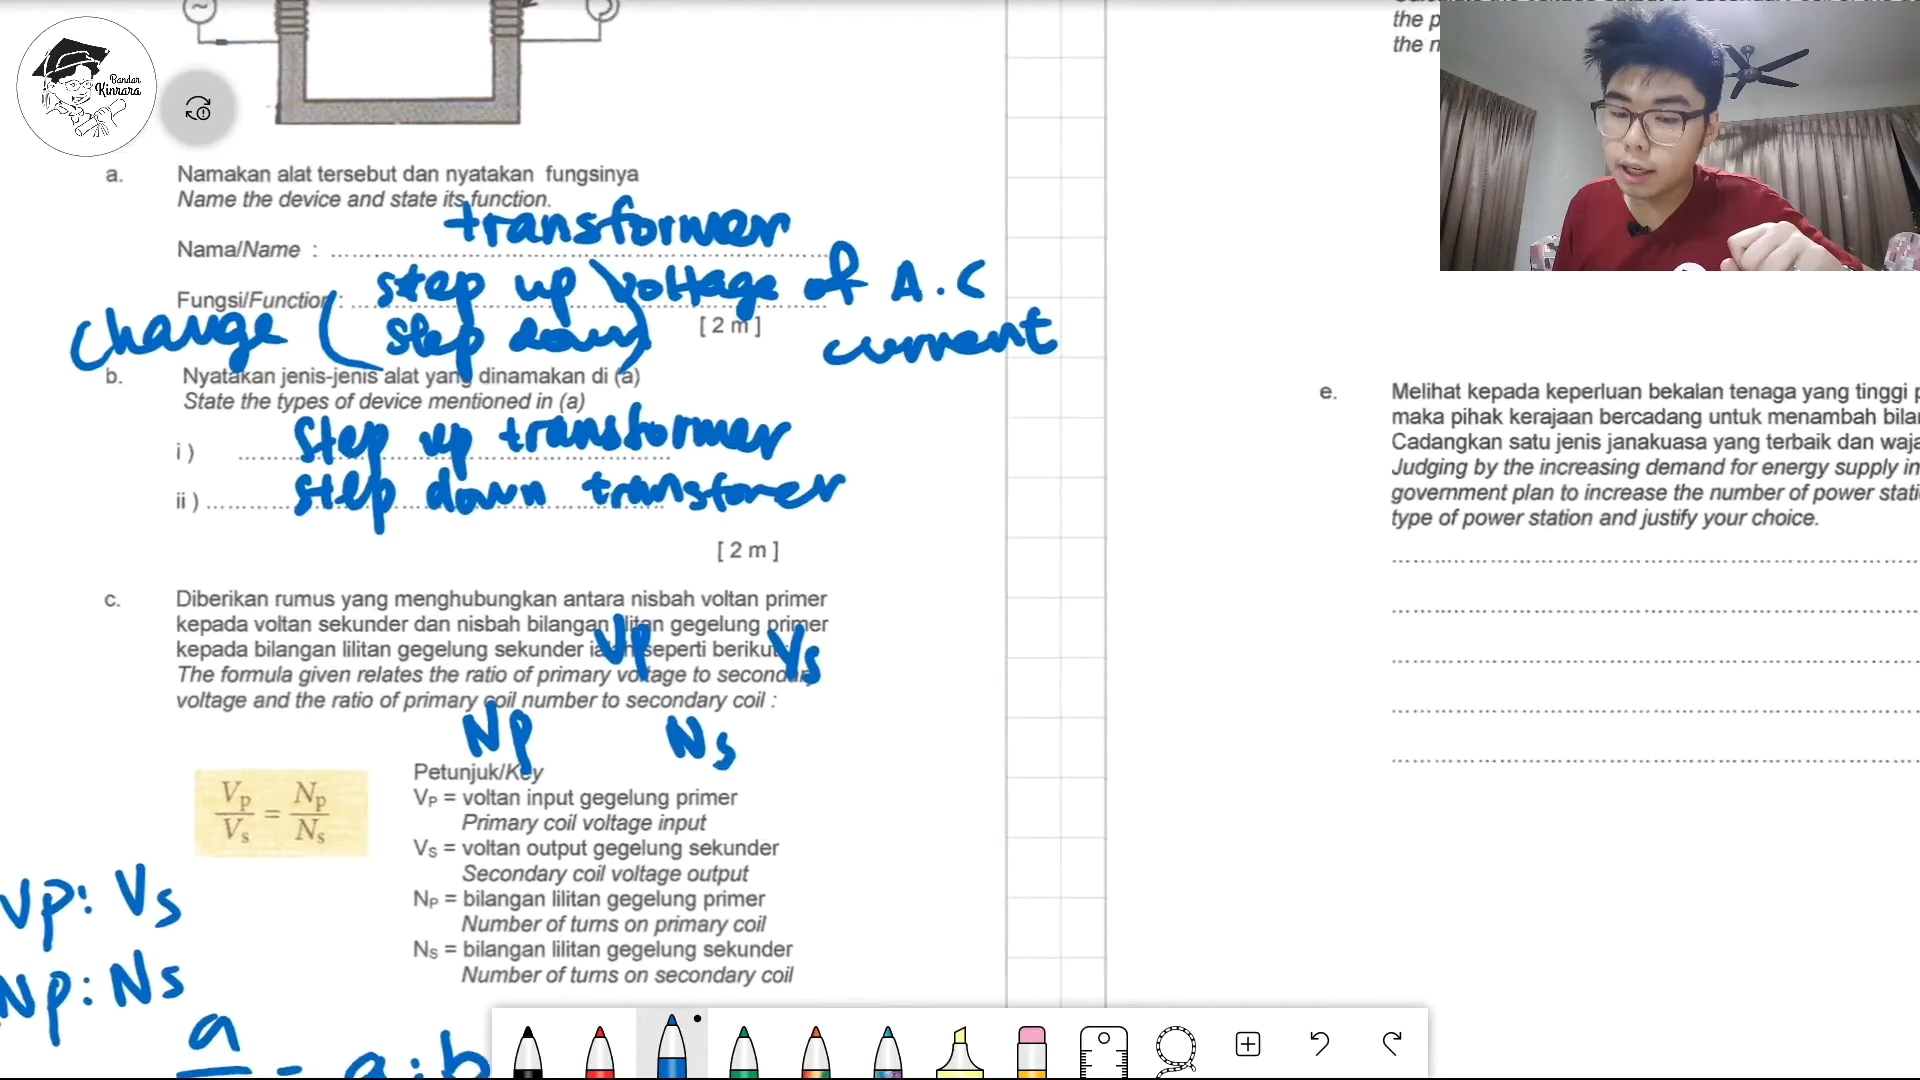 Bandar
Kinrara
a. Namakan alat tersebut dan nyatakan fungsinya
Name the device and state its function.
transformer
Nama/Name :
step up voltage of A.C
Fungsi/Function :
change ( step down ) current
[ 2 m ]
b. Nyatakan jenis-jenis alat yang dinamakan di (a)
State the types of device mentioned in (a)
i ) step up transformer
ii ) step down transfomer
[ 2 m ]
c. Diberikan rumus yang menghubungkan antara nisbah voltan primer
kepada voltan sekunder dan nisbah bilangan lilitan gegelung primer
kepada bilangan lilitan gegelung sekunder ialah seperti berikut
Vp Vs
The formula given relates the ratio of primary voltage to secondary
voltage and the ratio of primary coil number to secondary coil :
Np Ns
Vp/Vs = Np/Ns
Petunjuk/Key
VP = voltan input gegelung primer
Primary coil voltage input
VS = voltan output gegelung sekunder
Secondary coil voltage output
NP = bilangan lilitan gegelung primer
Number of turns on primary coil
NS = bilangan lilitan gegelung sekunder
Number of turns on secondary coil
Vp : Vs
Np : Ns
a = a : b
the
the
e. Melihat kepada keperluan bekalan tenaga yang tinggi
maka pihak kerajaan bercadang untuk menambah
Cadangkan satu jenis janakuasa yang terbaik dan
Judging by the increasing demand for energy supply in
government plan to increase the number of power
type of power station and justify your choice.